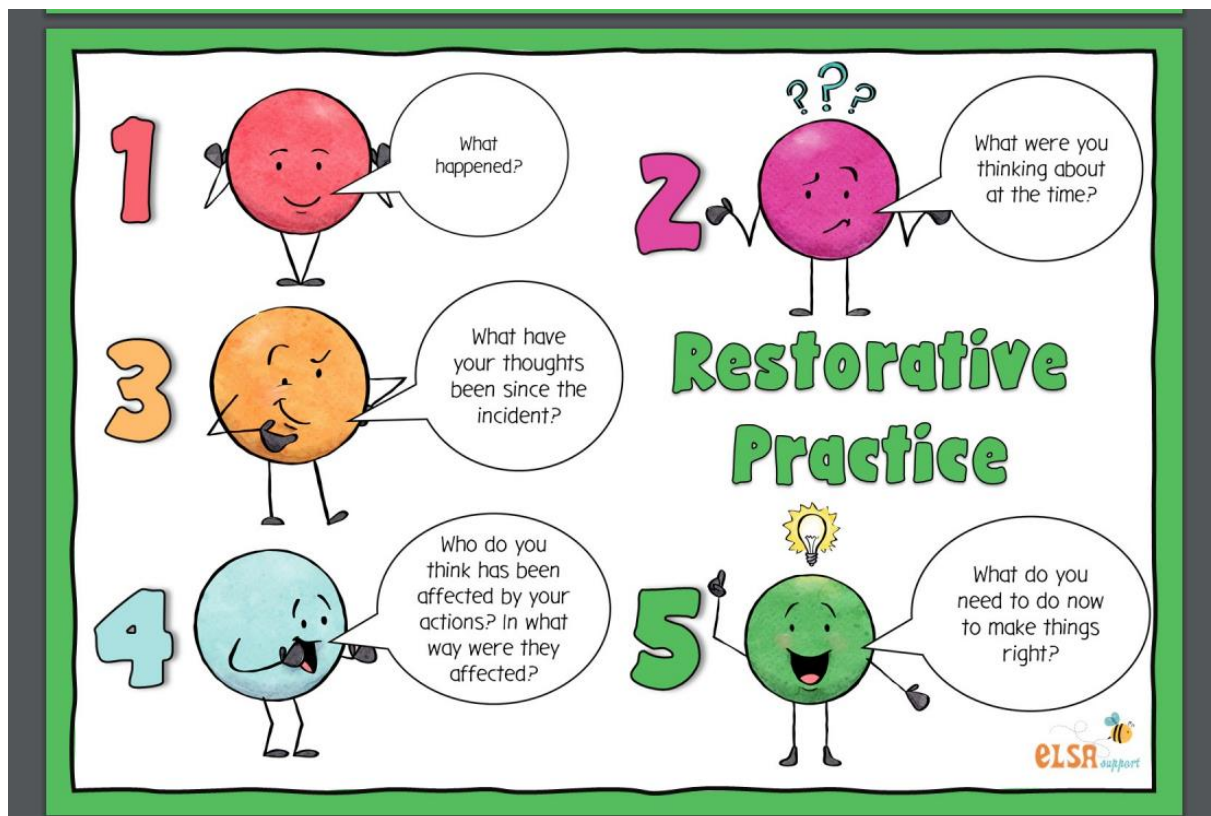 1
What
happened?
2
???
What were you
thinking about
at the time?
3
What have
your thoughts
been since the
incident?
Restorative
Practice
4
Who do you
think has been
affected by your
actions? In what
way were they
affected?
5
What do you
need to do now
to make things
right?
eLSA support